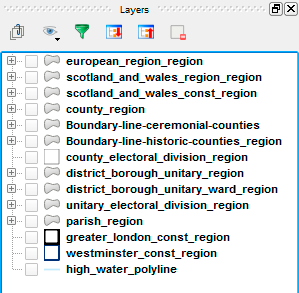 Layers
european_region_region
scotland_and_wales_region_region
scotland_and_wales_const_region
county_region
Boundary-line-ceremonial-counties
Boundary-line-historic-counties_region
county_electoral_division_region
district_borough_unitary_region
district_borough_unitary_ward_region
unitary_electoral_division_region
parish_region
greater_london_const_region
westminster_const_region
high_water_polyline